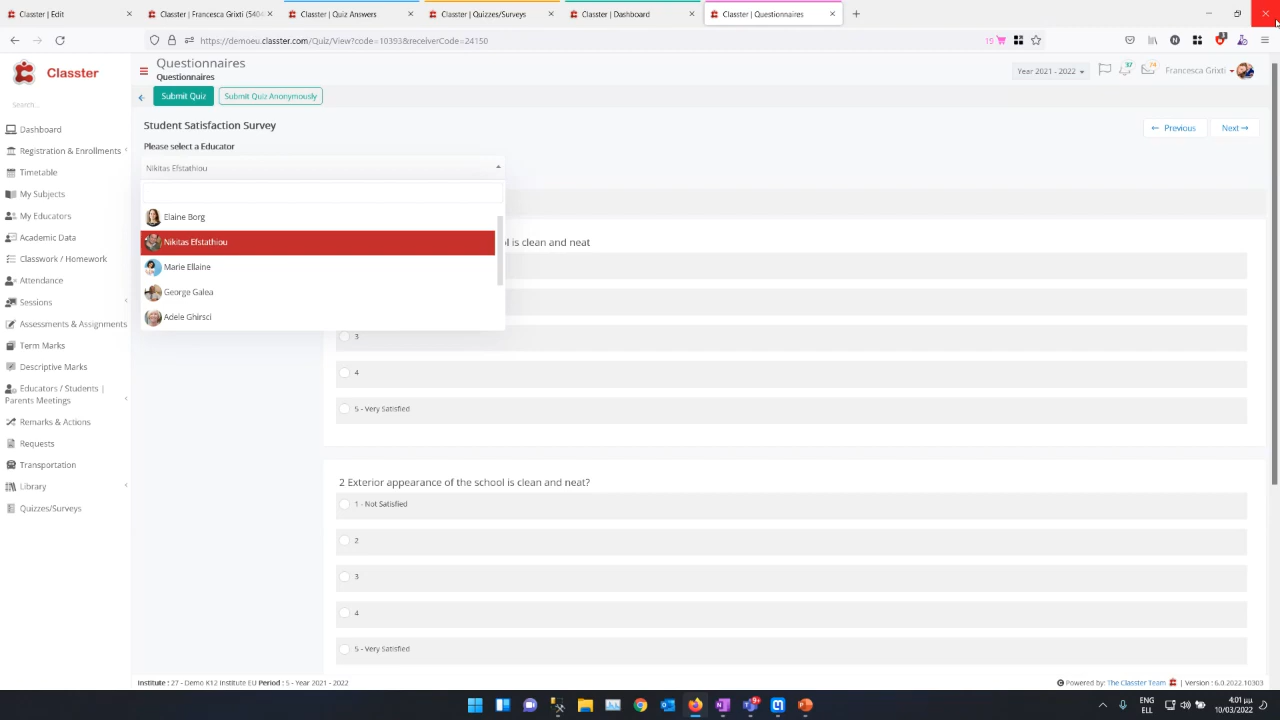 Classter | Francesca Grixti (5404
Classter | Quiz Answers
Classter | Quizzes/Surveys
Classter | Dashboard
Classter | Questionnaires
https://demoeu.classter.com/Quiz/View?code=10393&receiverCode=24150
19
Classter
Questionnaires
Questionnaires
Year 2021 - 2022
Francesca Grixti
Submit Quiz
Submit Quiz Anonymously
Search...
Dashboard
Registration & Enrollments
Timetable
My Subjects
My Educators
Academic Data
Classwork / Homework
Attendance
Sessions
Assessments & Assignments
Term Marks
Descriptive Marks
Educators / Students |
Parents Meetings
Remarks & Actions
Requests
Transportation
Library
Quizzes/Surveys
Student Satisfaction Survey
← Previous
Next →
Please select a Educator
Nikitas Efstathiou
Elaine Borg
Nikitas Efstathiou
Marie Ellaine
George Galea
Adele Ghirsci
is clean and neat
3
4
5 - Very Satisfied
2 Exterior appearance of the school is clean and neat?
1 - Not Satisfied
2
3
4
5 - Very Satisfied
Institute : 27 - Demo K12 Institute EU Period : 5 - Year 2021 - 2022
Powered by: The Classter Team | Version : 6.0.2022.10303
ENG
EL
4:01 μμ
10/03/2022